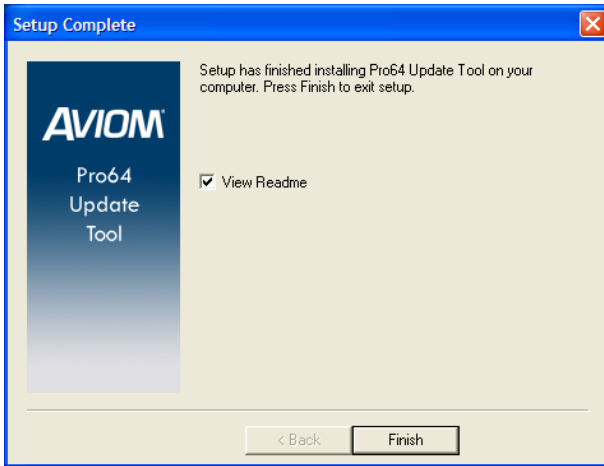 Setup Complete
Setup has finished installing Pro64 Update Tool on your
computer. Press Finish to exit setup.
AVIOM
Pro64
Update
Tool
View Readme
< Back
Finish